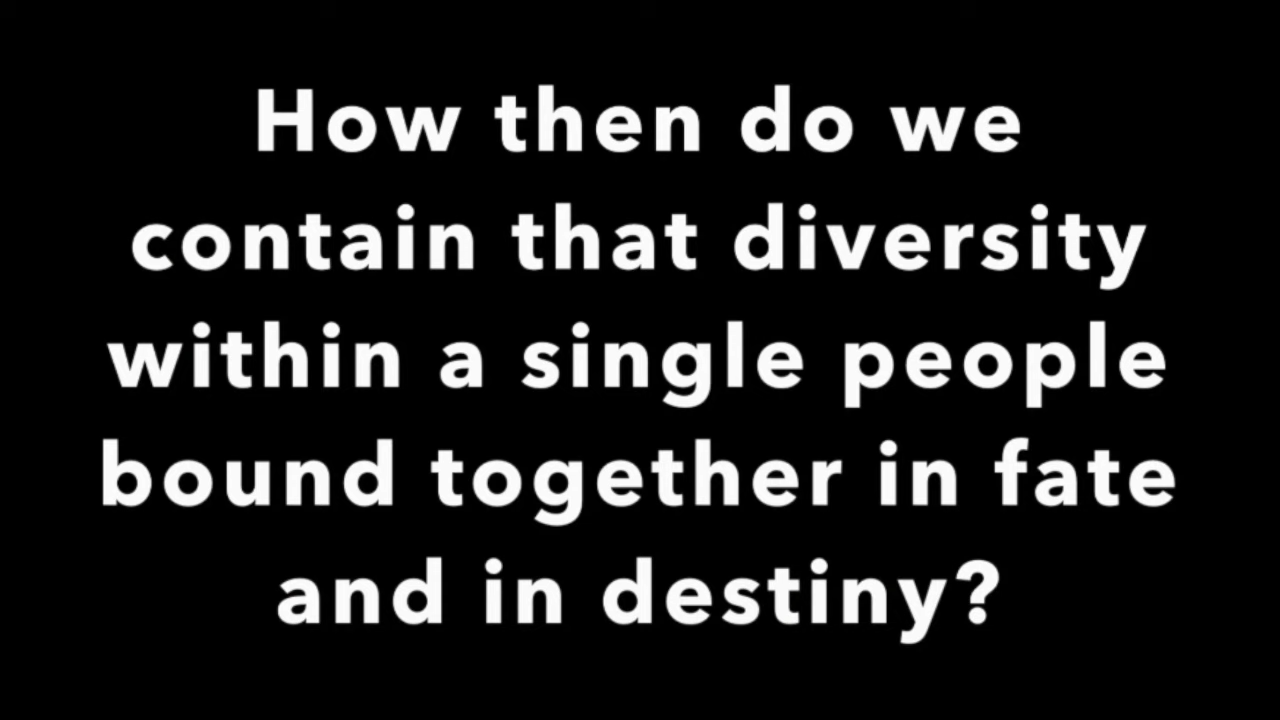 How then do we
contain that diversity
within a single people
bound together in fate
and in destiny?